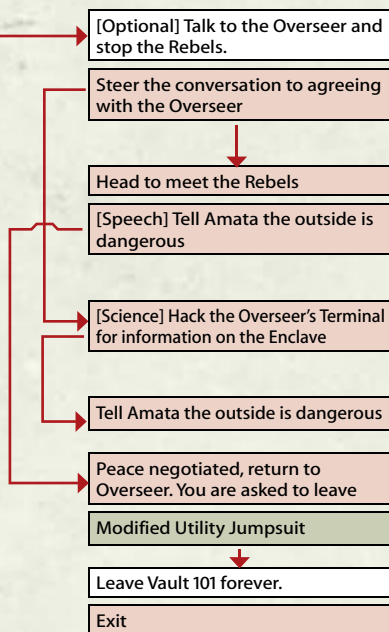 [Optional] Talk to the Overseer and
stop the Rebels.
Steer the conversation to agreeing
with the Overseer
Head to meet the Rebels
[Speech] Tell Amata the outside is
dangerous
[Science] Hack the Overseer's Terminal
for information on the Enclave
Tell Amata the outside is dangerous
Peace negotiated, return to
Overseer. You are asked to leave
Modified Utility Jumpsuit
Leave Vault 101 forever.
Exit